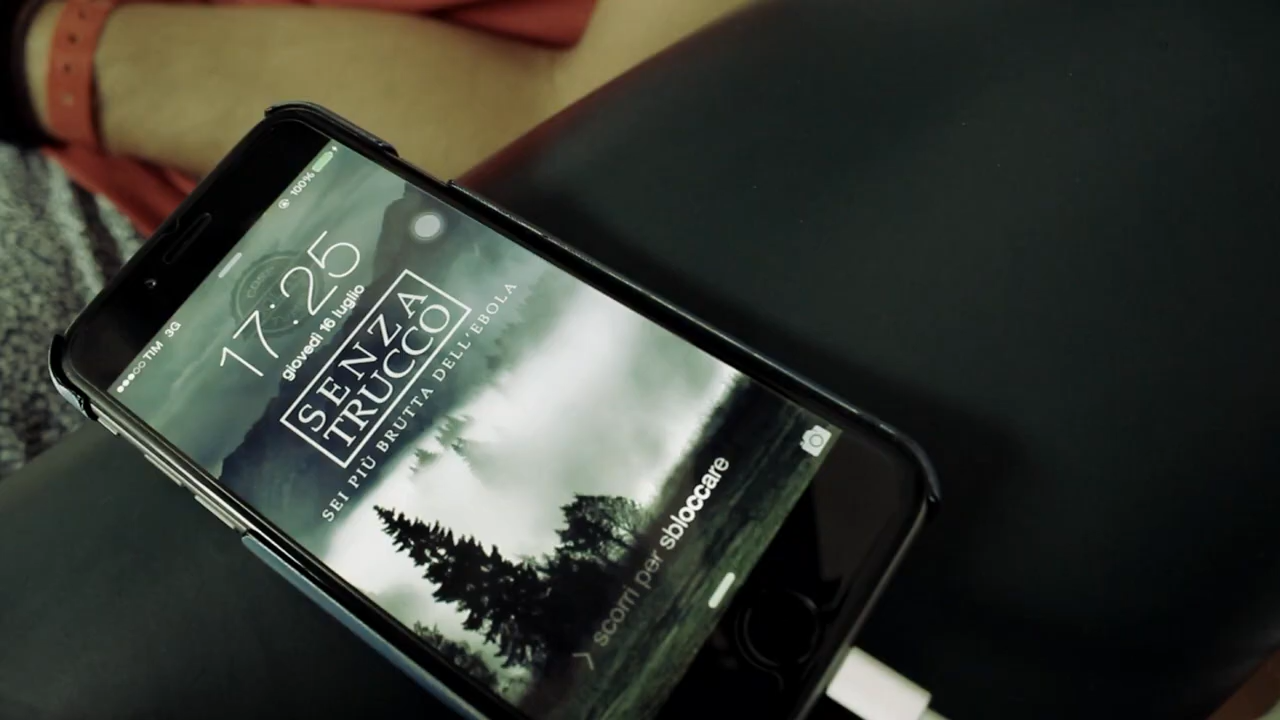 TIM 3G
100%
17:25
giovedì 16 luglio
SENZA
TRUCCO
SEI PIÙ BRUTTA DELL'EBOLA
scorri per sbloccare